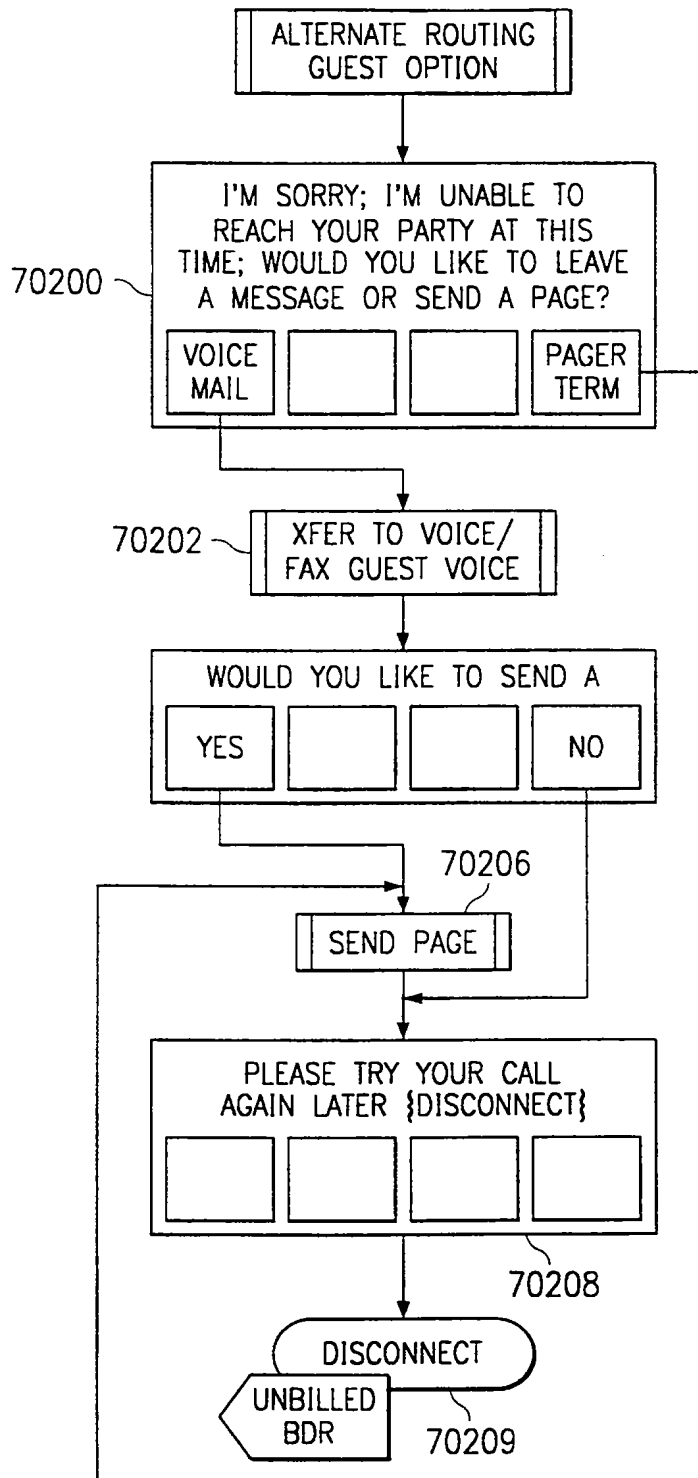 ALTERNATE ROUTING
GUEST OPTION
I'M SORRY; I'M UNABLE TO
REACH YOUR PARTY AT THIS
TIME; WOULD YOU LIKE TO LEAVE
A MESSAGE OR SEND A PAGE?
70200
VOICE
MAIL
PAGER
TERM
70202
XFER TO VOICE/
FAX GUEST VOICE
WOULD YOU LIKE TO SEND A
YES
NO
70206
SEND PAGE
PLEASE TRY YOUR CALL
AGAIN LATER {DISCONNECT}
70208
DISCONNECT
UNBILLED
BDR
70209